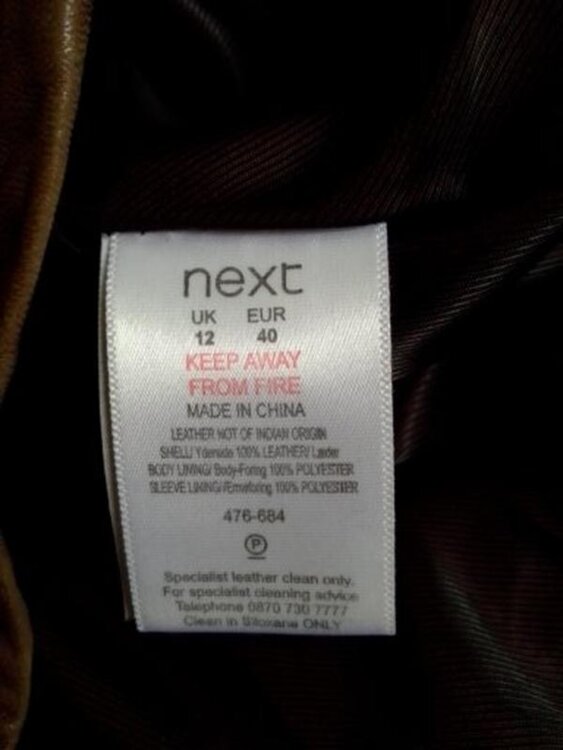 next
UK EUR
12 40
KEEP AWAY
FROM FIRE
MADE IN CHINA
LEATHER NOT OF INDIAN ORIGIN
SHELL/ Yderside 100% LEATHER/ Læder
BODY LINING/ Body-Foring 100% POLYESTER
SLEEVE LINING/Ermeforing 100% POLYESTER
476-684
P
Specialist leather clean only.
For specialist cleaning advice
Telephone 0870 730 7777
Clean in Siloxane ONLY